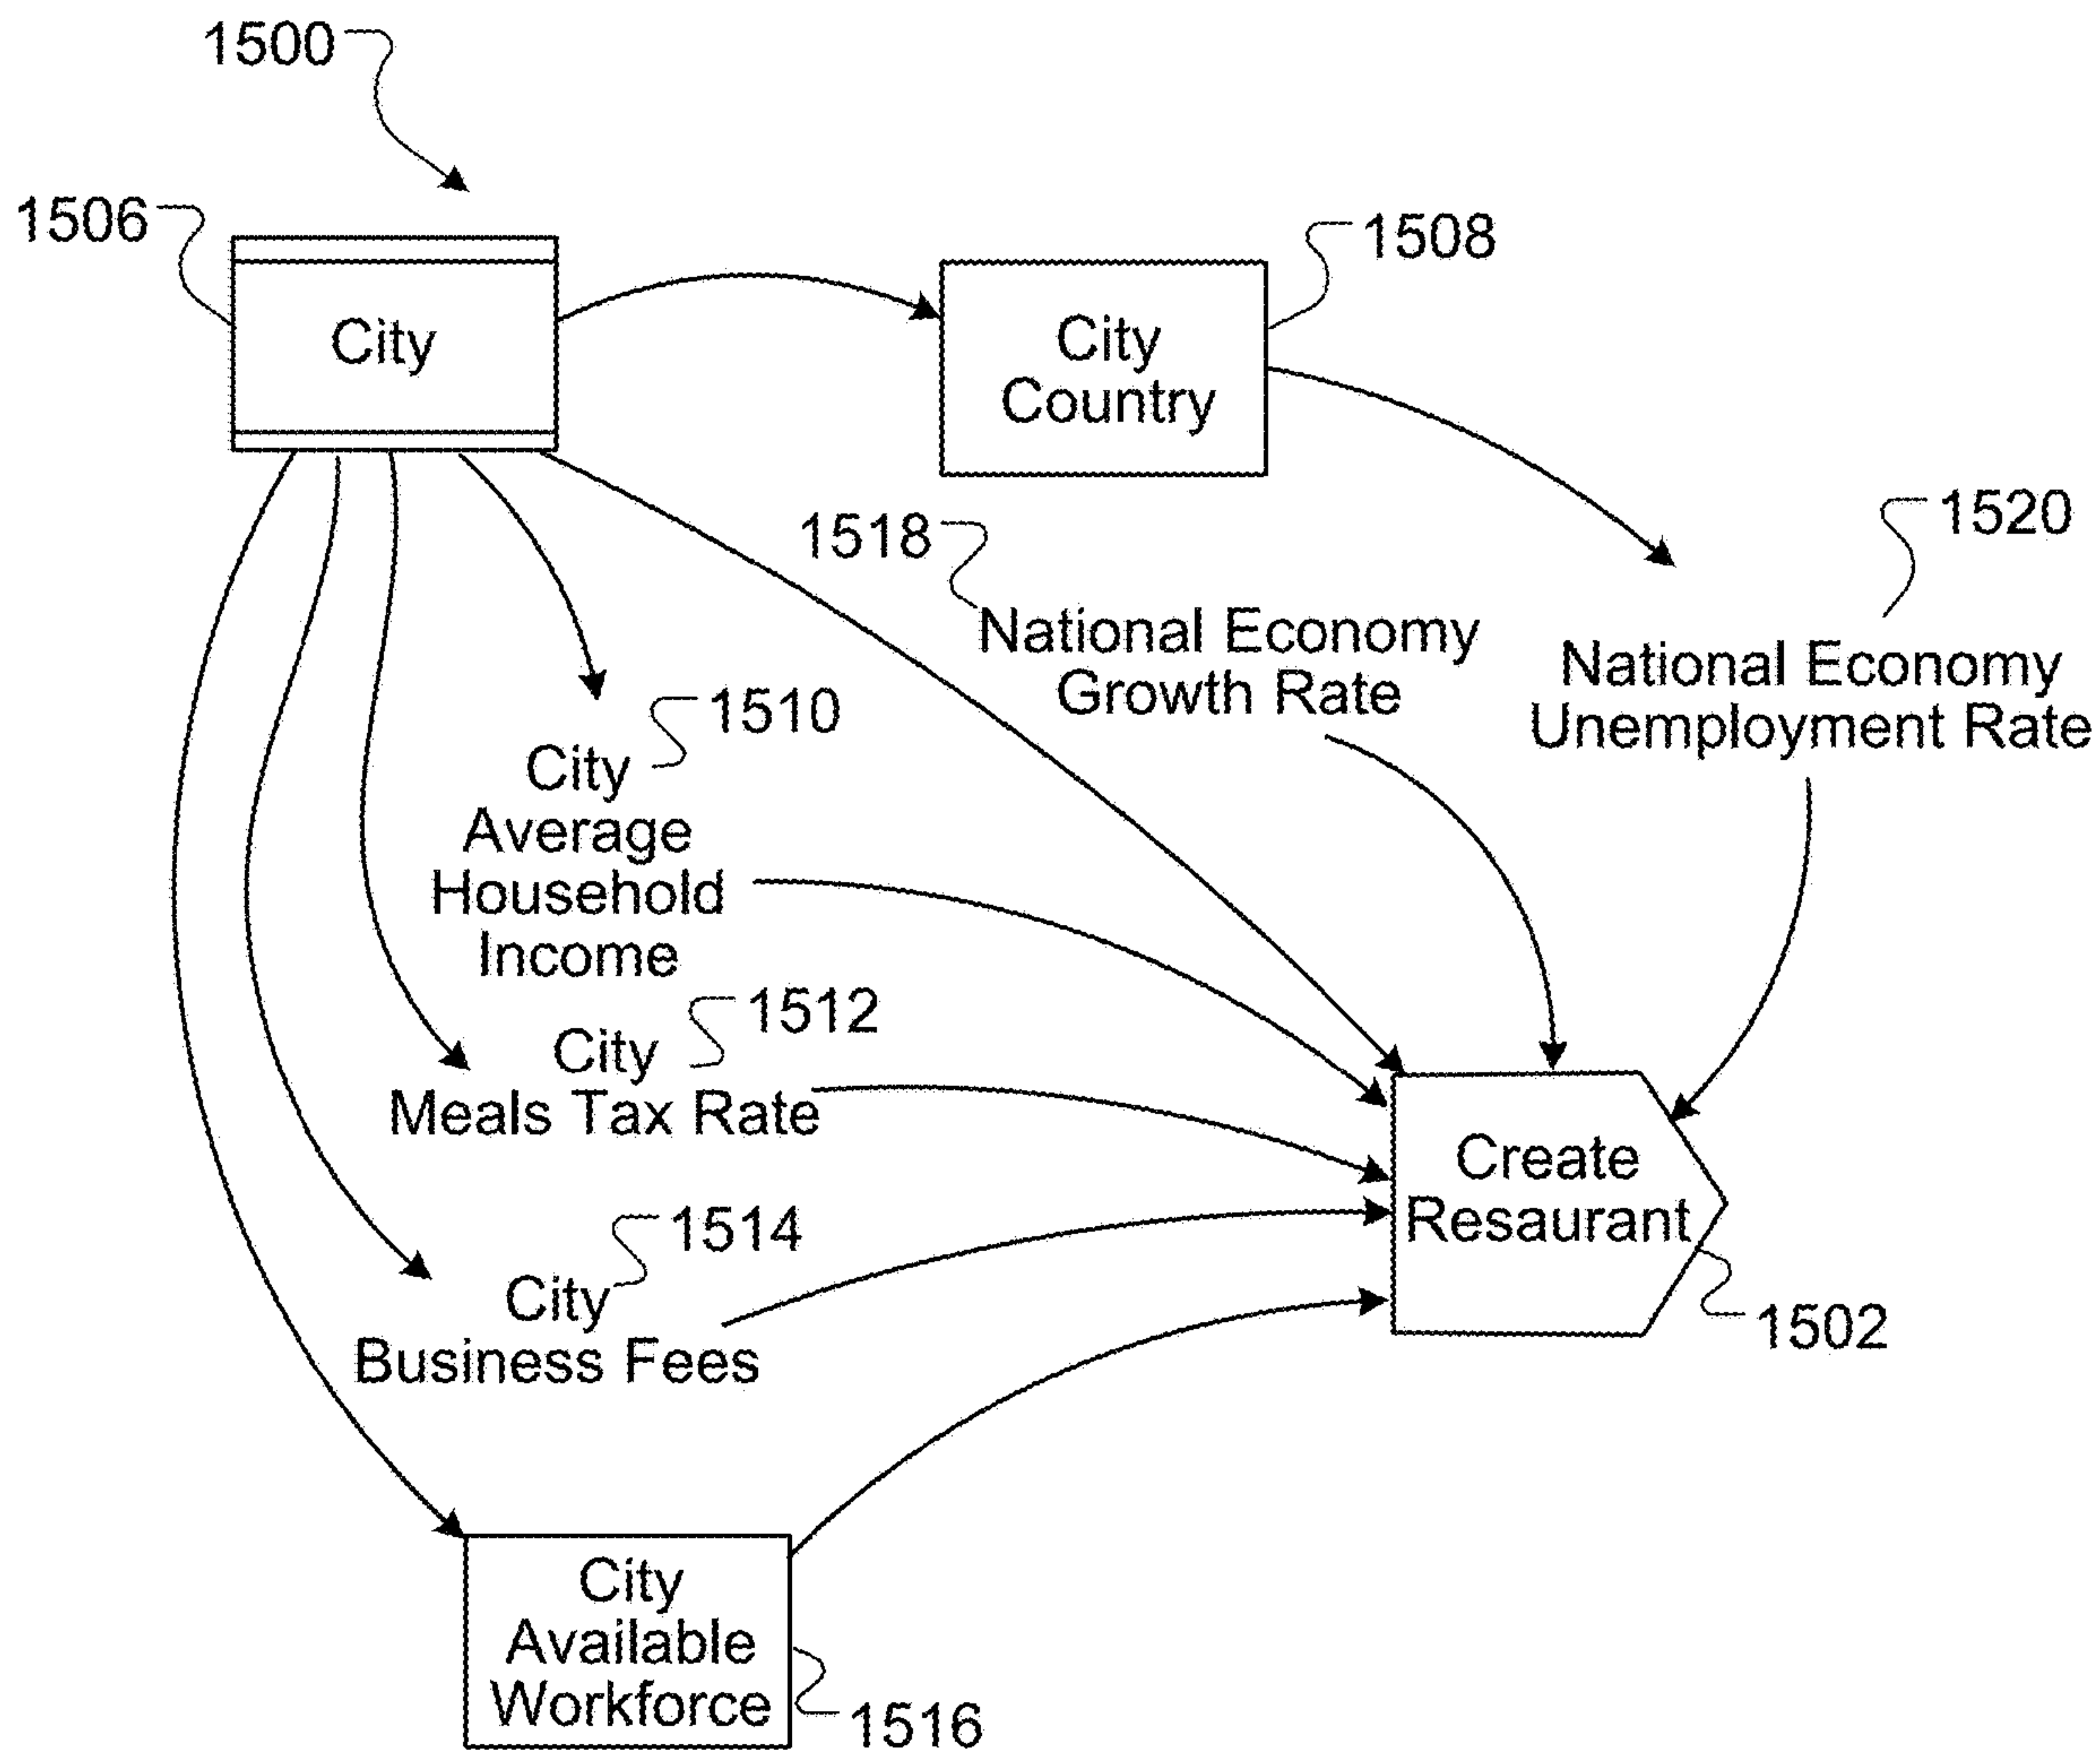 1500
1506
City
1508
City
Country
1518
National Economy
Growth Rate
1520
National Economy
Unemployment Rate
1510
City
Average
Household
Income
1512
City
Meals Tax Rate
1514
City
Business Fees
Create
Resaurant
1502
City
Available
Workforce
1516